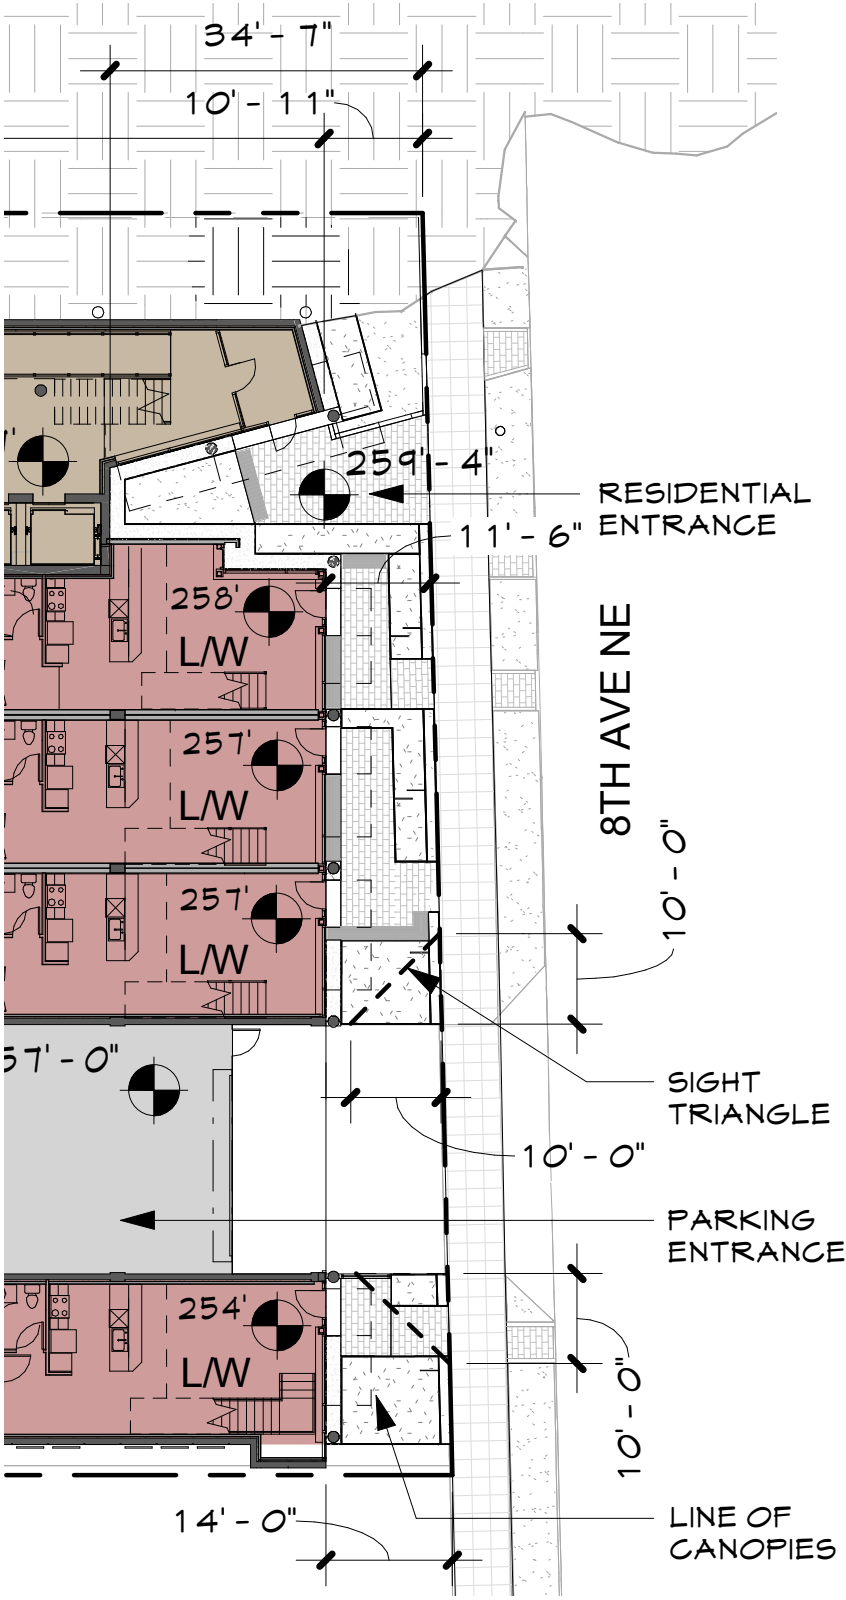 34' - 7"
10' - 11"
259' - 4"
RESIDENTIAL
ENTRANCE
11' - 6"
258'
L/W
8TH AVE NE
257'
L/W
10' - 0"
257'
L/W
57' - 0"
SIGHT
TRIANGLE
10' - 0"
PARKING
ENTRANCE
254'
L/W
10' - 0"
14' - 0"
LINE OF
CANOPIES